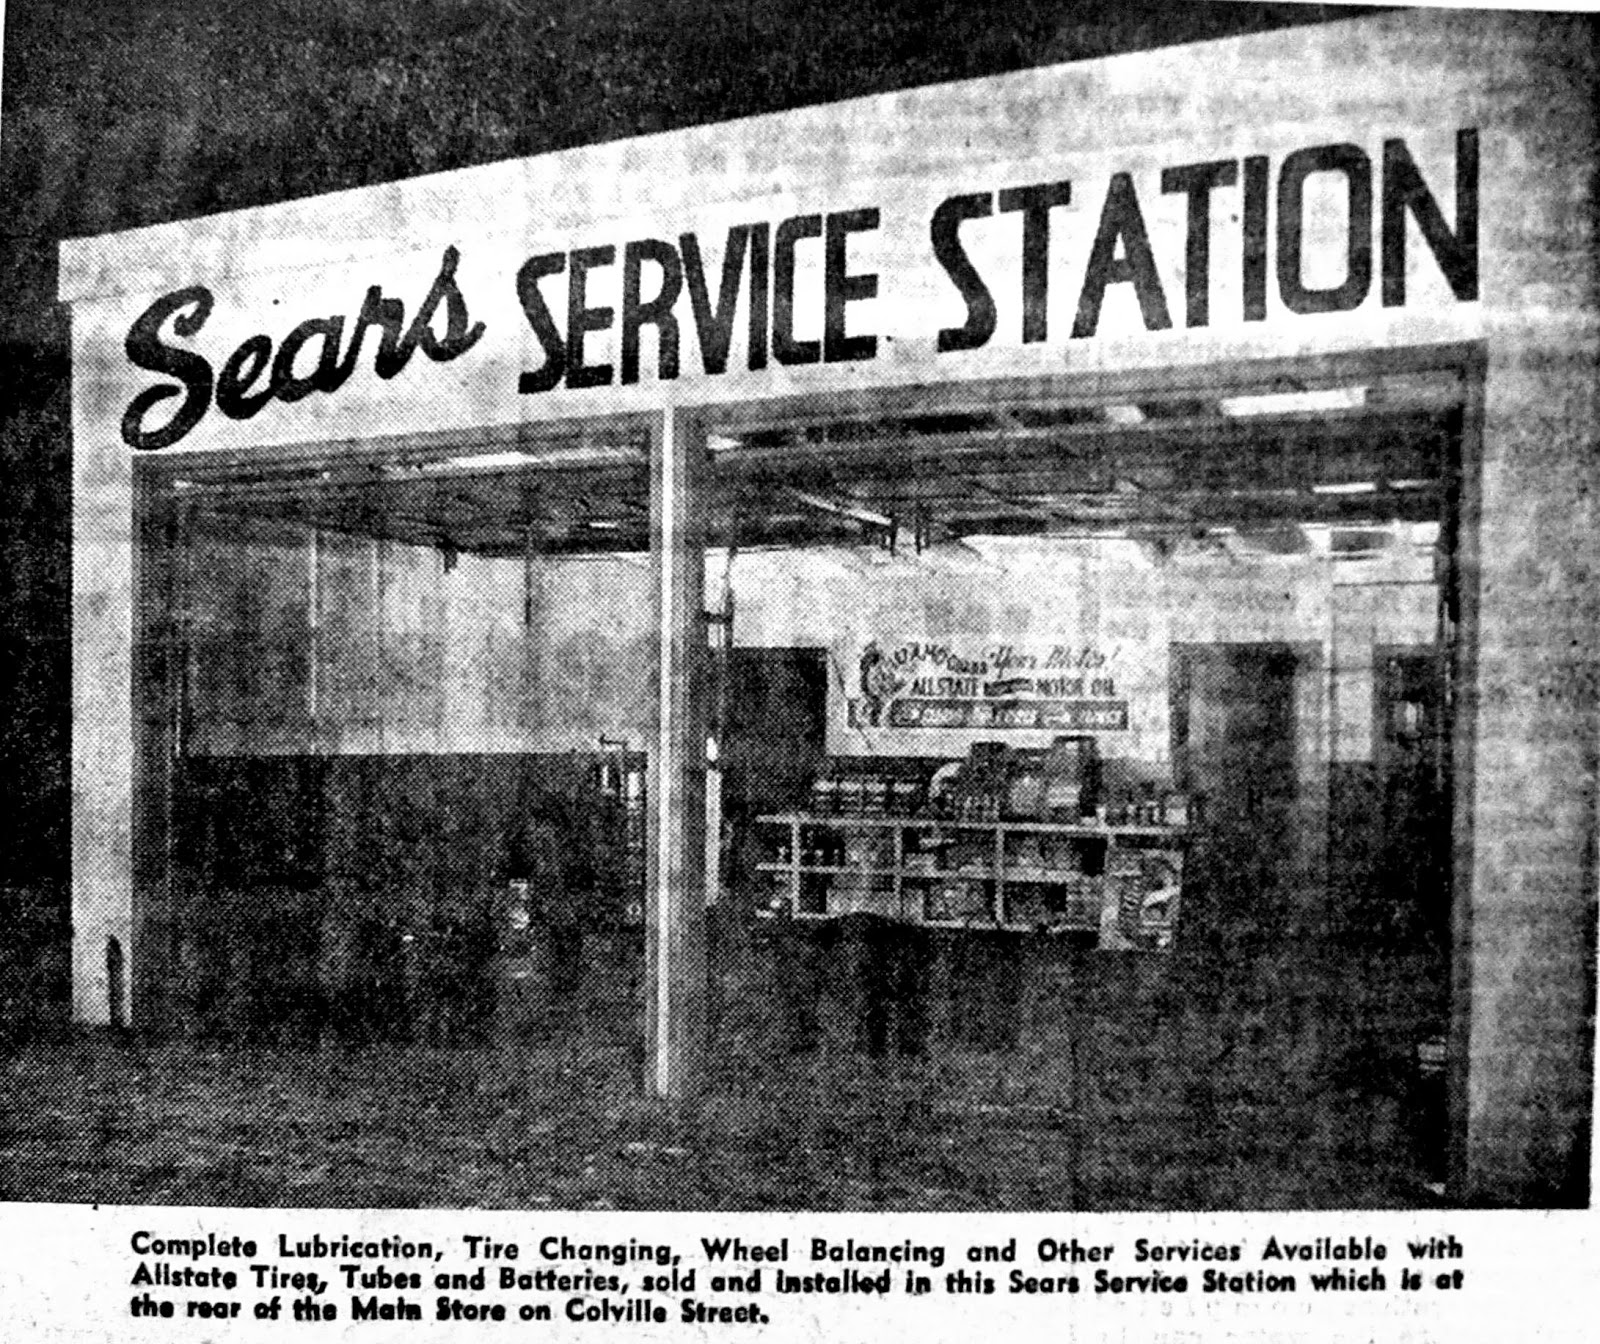 Sears SERVICE STATION
"Your Motor!
ALLSTATE MOTOR OIL
Complete Lubrication, Tire Changing, Wheel Balancing and Other Services Available with
Allstate Tires, Tubes and Batteries, sold and installed in this Sears Service Station which is at
the rear of the Main Store on Colville Street.